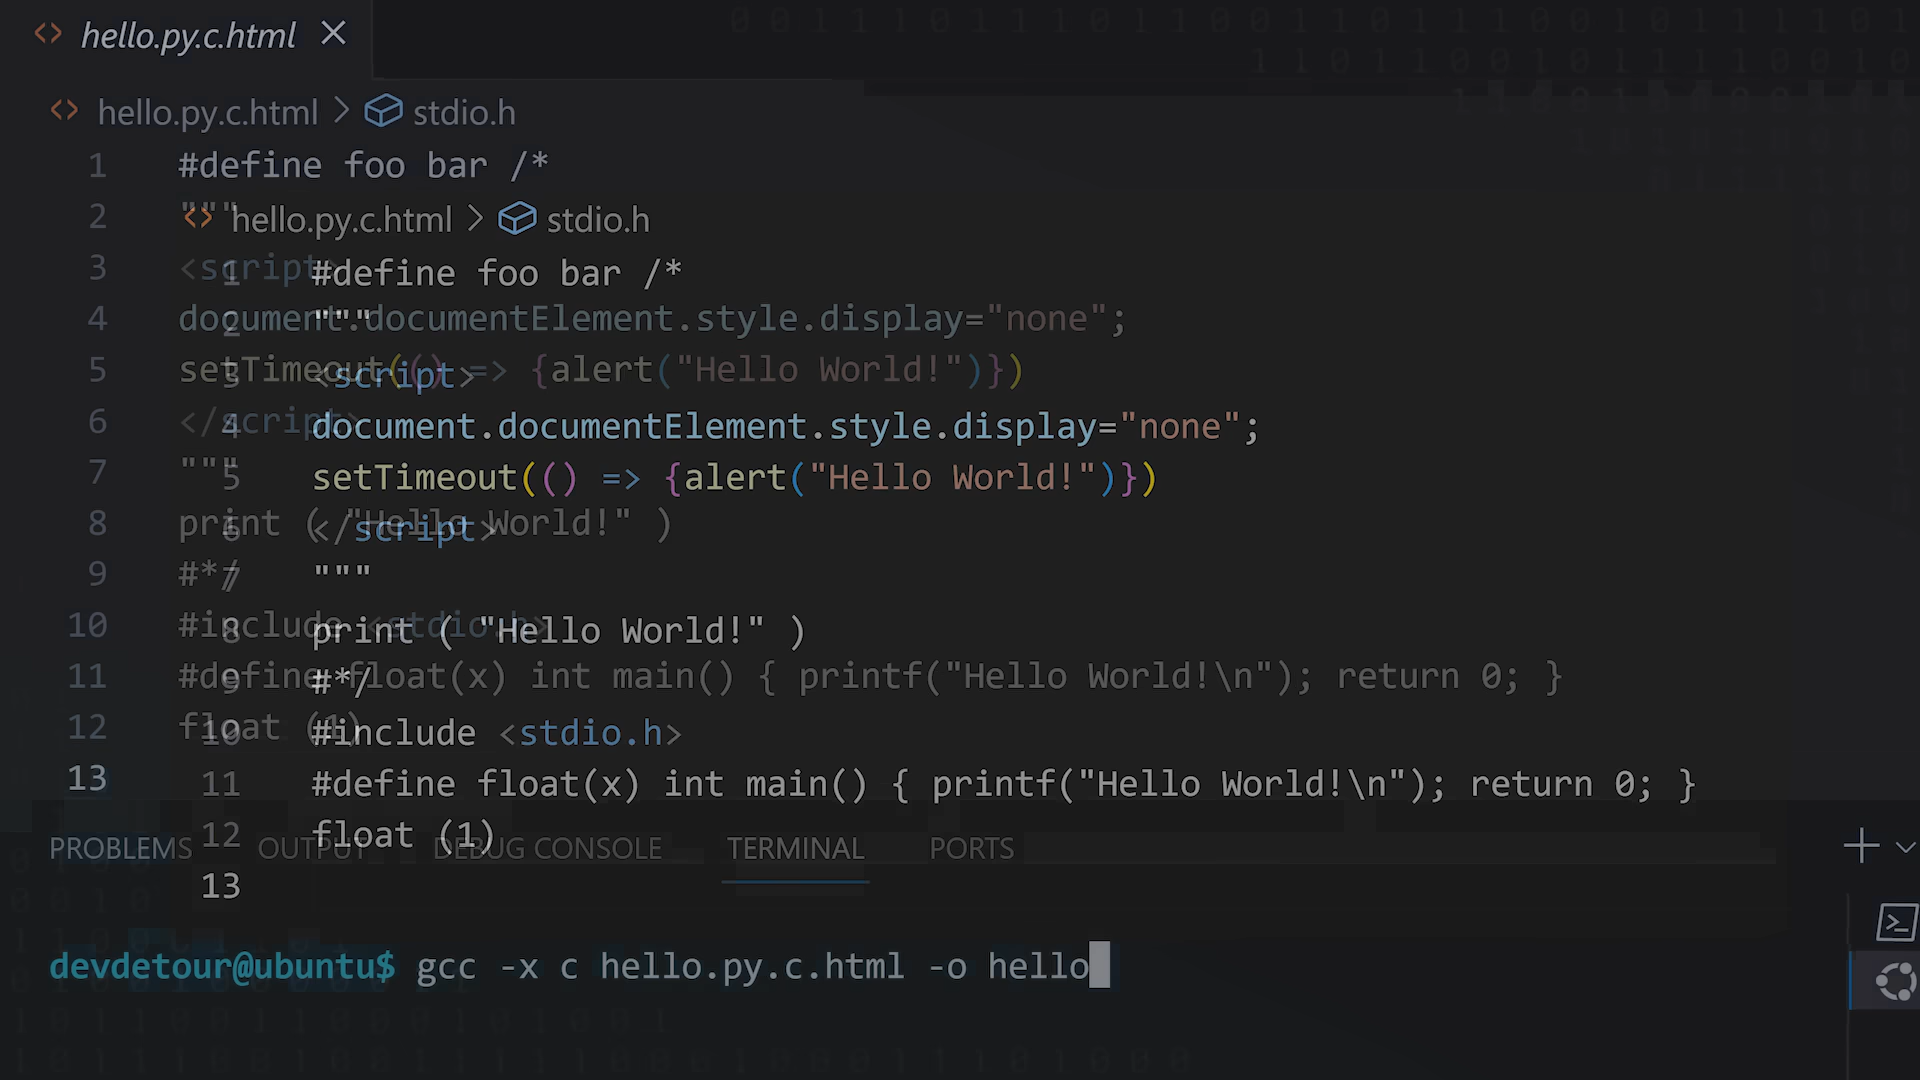 hello.py.c.html
hello.py.c.html > stdio.h
1 #define foo bar /*
2 """
3 <script>
4 document.documentElement.style.display="none";
5 setTimeout(() => {alert("Hello World!")})
6 </script>
7 """
8 print ( "Hello World!" )
9 #*/
10 #include <stdio.h>
11 #define float(x) int main() { printf("Hello World!\n"); return 0; }
12 float (1)
13
hello.py.c.html > stdio.h
1 #define foo bar /*
2 """
3 <script>
4 document.documentElement.style.display="none";
5 setTimeout(() => {alert("Hello World!")})
6 </script>
7 """
8 print ( "Hello World!" )
9 #*/
10 #include <stdio.h>
11 #define float(x) int main() { printf("Hello World!\n"); return 0; }
12 float (1)
13
PROBLEMS OUTPUT DEBUG CONSOLE TERMINAL PORTS
devdetour@ubuntu$ gcc -x c hello.py.c.html -o hello